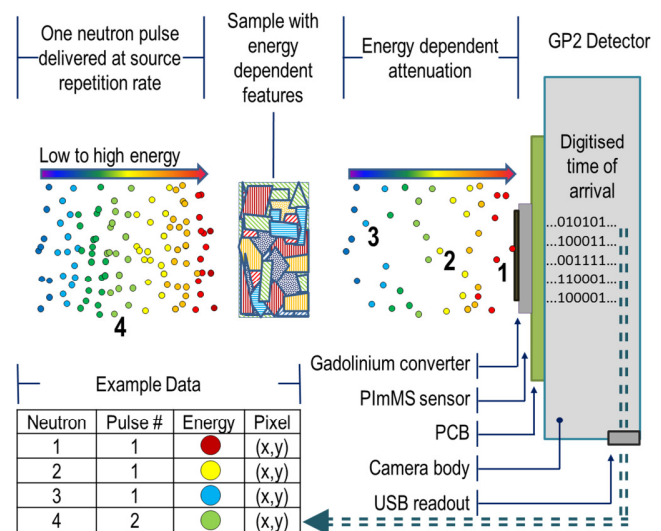 One neutron pulse
delivered at source
repetition rate
Sample with
energy
dependent
features
Energy dependent
attenuation
GP2 Detector
Low to high energy
Digitised
time of
arrival
...010101...
...100011...
...001111...
...110001...
...100001...
3
2
1
4
Gadolinium converter
PImMS sensor
PCB
Camera body
USB readout
Example Data
Neutron Pulse # Energy Pixel
1 1 (x,y)
2 1 (x,y)
3 1 (x,y)
4 2 (x,y)